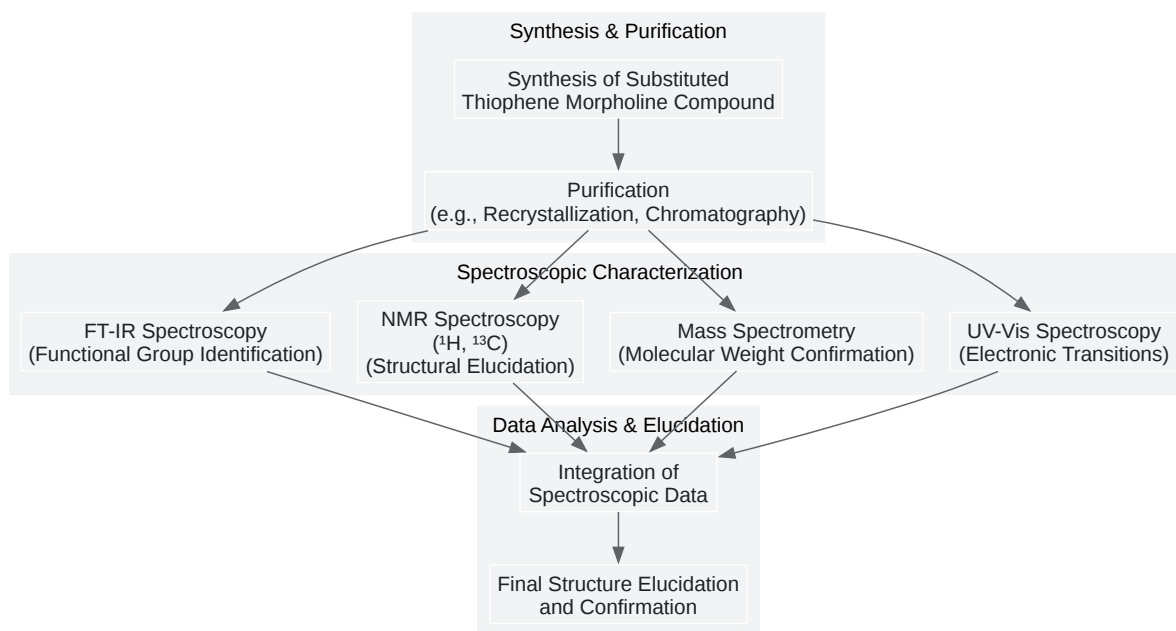 Synthesis & Purification
Synthesis of Substituted
Thiophene Morpholine Compound
Purification
(e.g., Recrystallization, Chromatography)
Spectroscopic Characterization
FT-IR Spectroscopy
(Functional Group Identification)
NMR Spectroscopy
(¹H, ¹³C)
(Structural Elucidation)
Mass Spectrometry
(Molecular Weight Confirmation)
UV-Vis Spectroscopy
(Electronic Transitions)
Data Analysis & Elucidation
Integration of
Spectroscopic Data
Final Structure Elucidation
and Confirmation